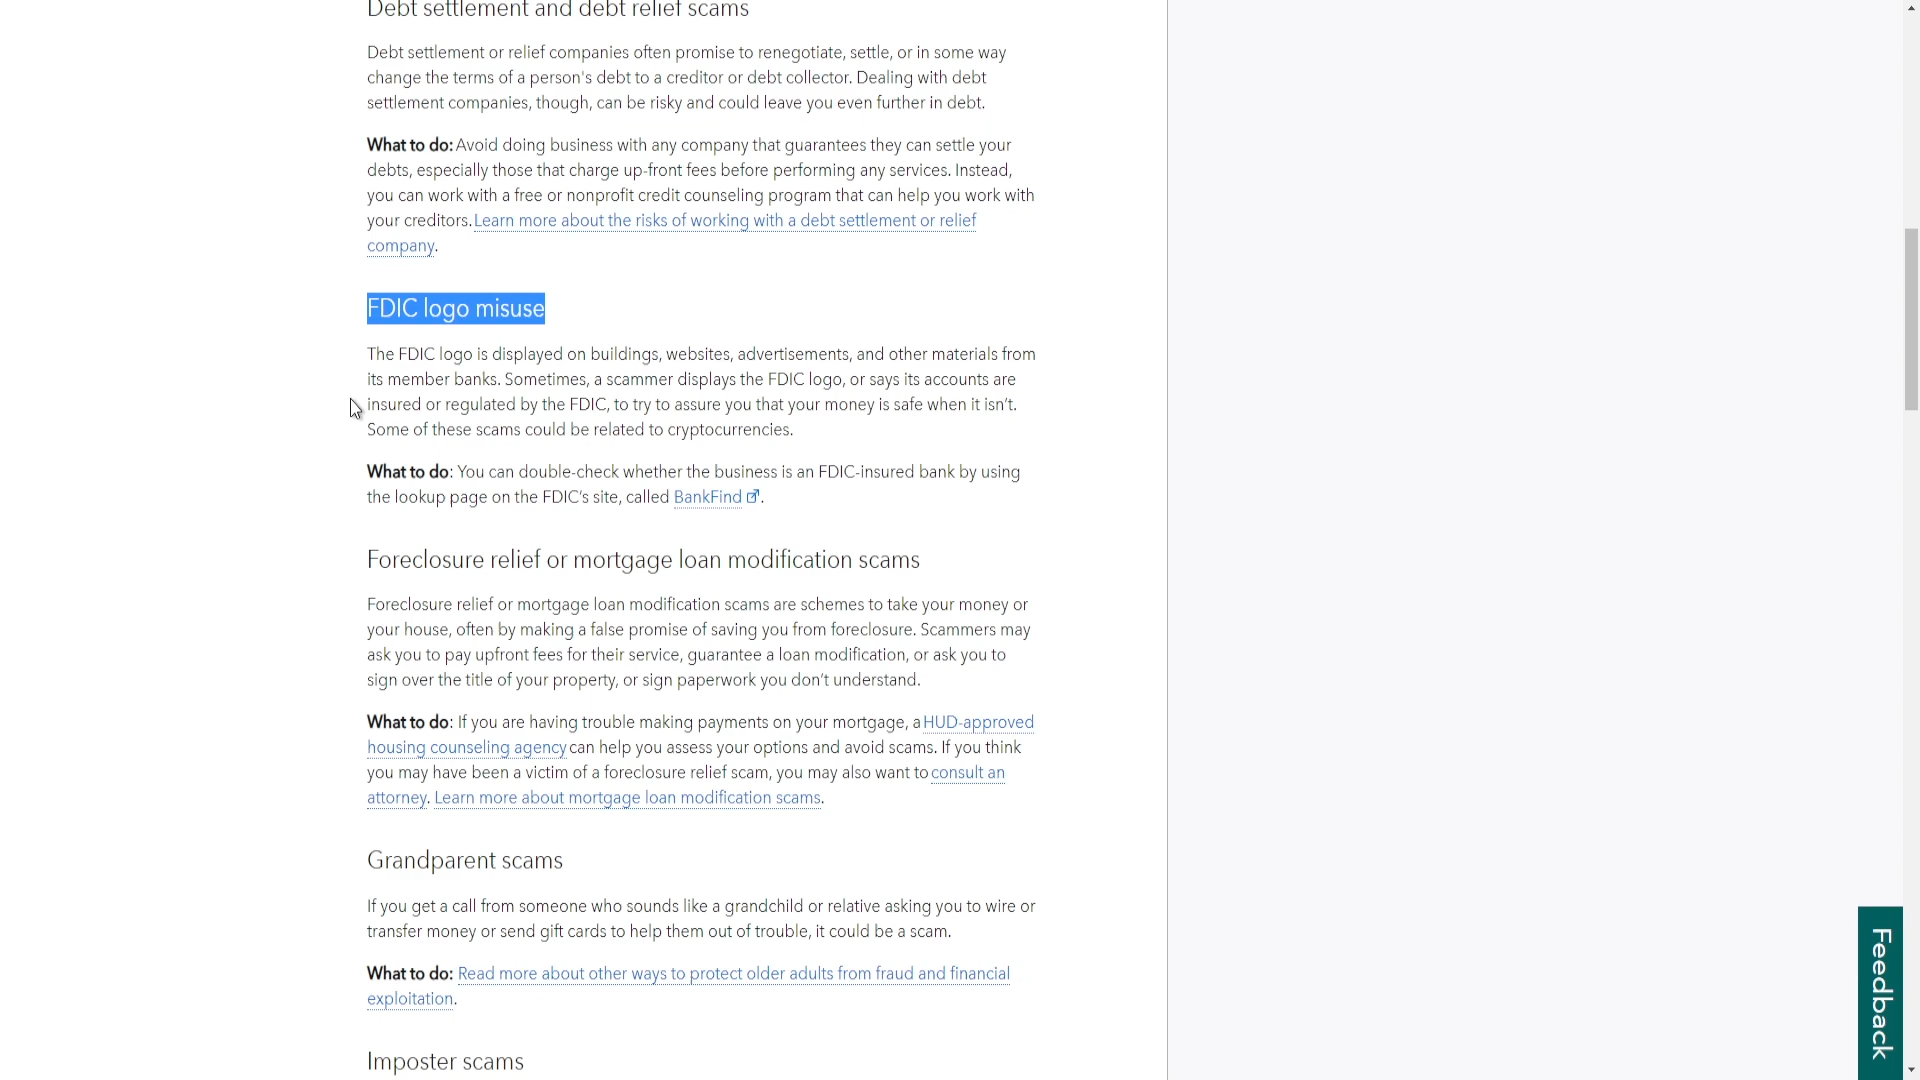 Debt settlement and debt relief scams
Debt settlement or relief companies often promise to renegotiate, settle, or in some way
change the terms of a person's debt to a creditor or debt collector. Dealing with debt
settlement companies, though, can be risky and could leave you even further in debt.
What to do: Avoid doing business with any company that guarantees they can settle your
debts, especially those that charge up-front fees before performing any services. Instead,
you can work with a free or nonprofit credit counseling program that can help you work with
your creditors. Learn more about the risks of working with a debt settlement or relief
company.
FDIC logo misuse
The FDIC logo is displayed on buildings, websites, advertisements, and other materials from
its member banks. Sometimes, a scammer displays the FDIC logo, or says its accounts are
insured or regulated by the FDIC, to try to assure you that your money is safe when it isn’t.
Some of these scams could be related to cryptocurrencies.
What to do: You can double-check whether the business is an FDIC-insured bank by using
the lookup page on the FDIC’s site, called BankFind.
Foreclosure relief or mortgage loan modification scams
Foreclosure relief or mortgage loan modification scams are schemes to take your money or
your house, often by making a false promise of saving you from foreclosure. Scammers may
ask you to pay upfront fees for their service, guarantee a loan modification, or ask you to
sign over the title of your property, or sign paperwork you don’t understand.
What to do: If you are having trouble making payments on your mortgage, a HUD-approved
housing counseling agency can help you assess your options and avoid scams. If you think
you may have been a victim of a foreclosure relief scam, you may also want to consult an
attorney. Learn more about mortgage loan modification scams.
Grandparent scams
If you get a call from someone who sounds like a grandchild or relative asking you to wire or
transfer money or send gift cards to help them out of trouble, it could be a scam.
What to do: Read more about other ways to protect older adults from fraud and financial
exploitation.
Imposter scams
Feedback